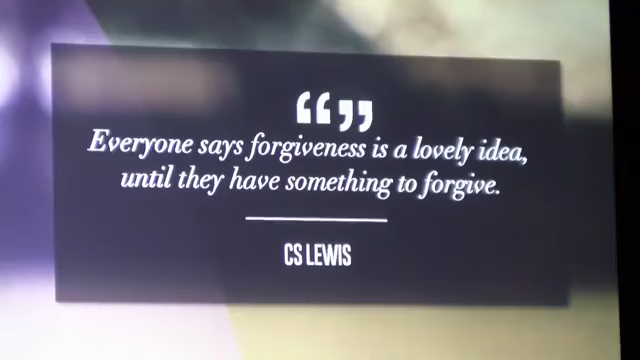 “”
Everyone says forgiveness is a lovely idea,
until they have something to forgive.
CS LEWIS